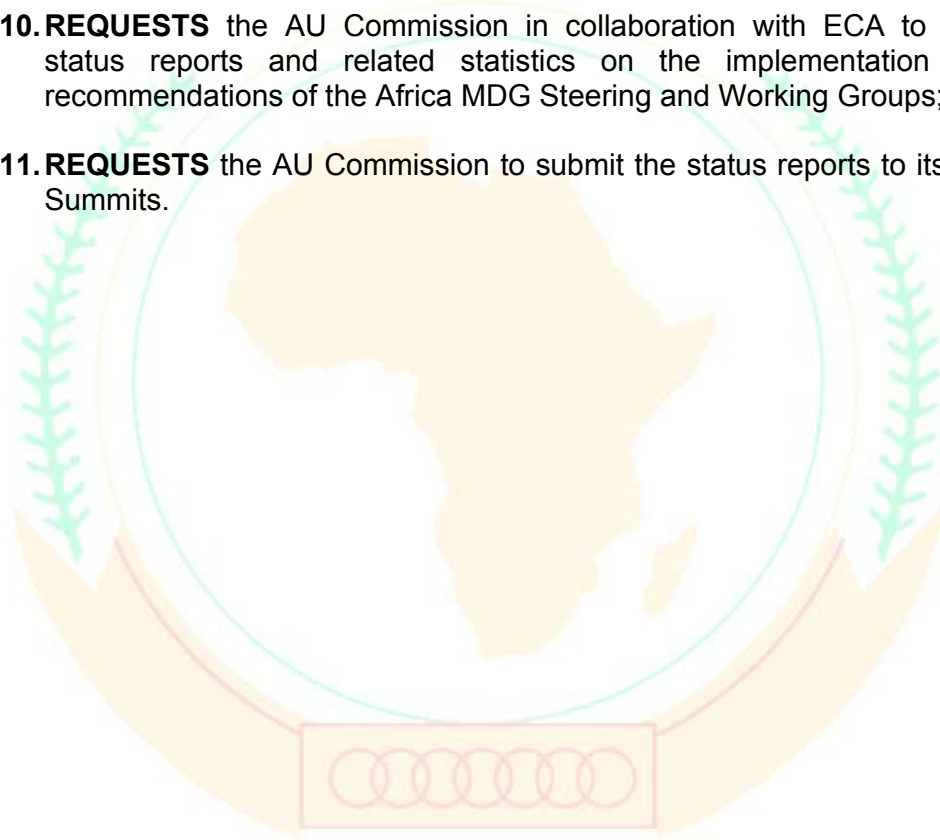 10. REQUESTS the AU Commission in collaboration with ECA to
status reports and related statistics on the implementation
recommendations of the Africa MDG Steering and Working Groups;
11. REQUESTS the AU Commission to submit the status reports to its
Summits.